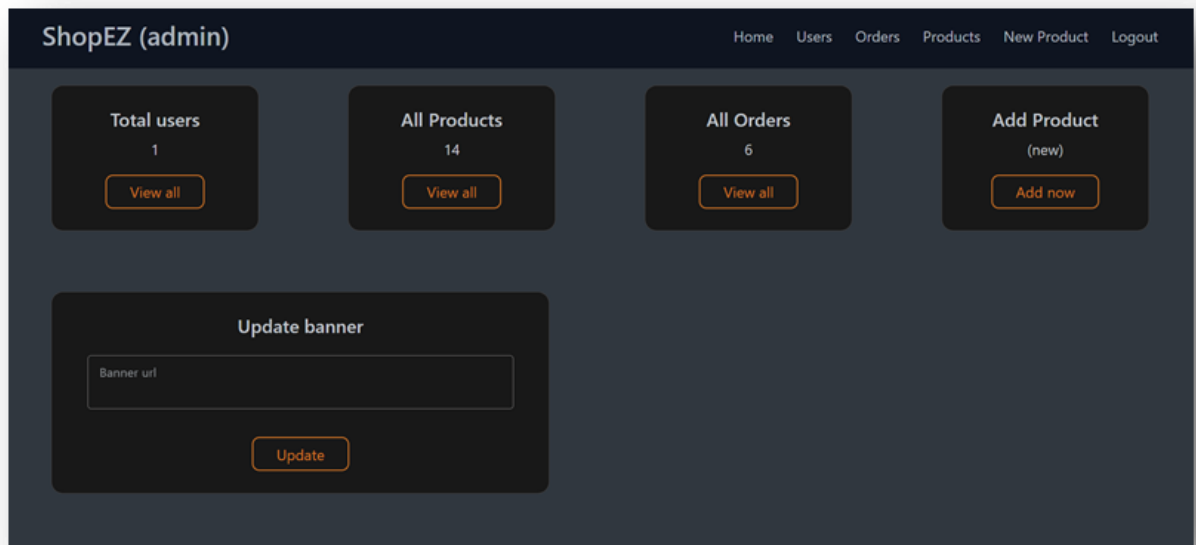 ShopEZ (admin)
Home Users Orders Products New Product Logout
Total users
1
View all
All Products
14
View all
All Orders
6
View all
Add Product
(new)
Add now
Update banner
Banner url
Update